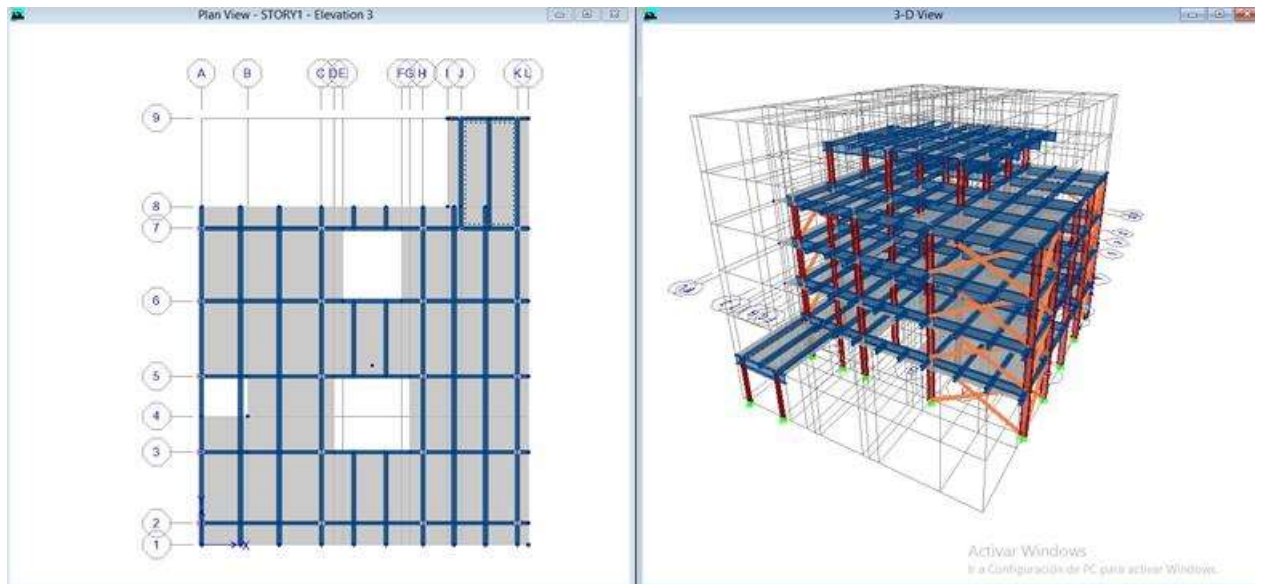 Plan View - STORY1 - Elevation 3
A B C D E F G H I J K L
9
8
7
6
5
4
3
2
1
X
Y
3-D View
Activar Windows
Ir a Configuración de PC para activar Windows.